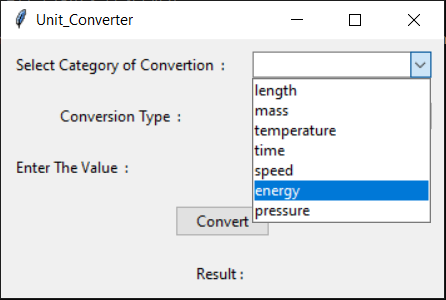 Unit_Converter
Select Category of Convertion :
length
mass
Conversion Type :
temperature
time
Enter The Value :
speed
energy
pressure
Convert
Result :